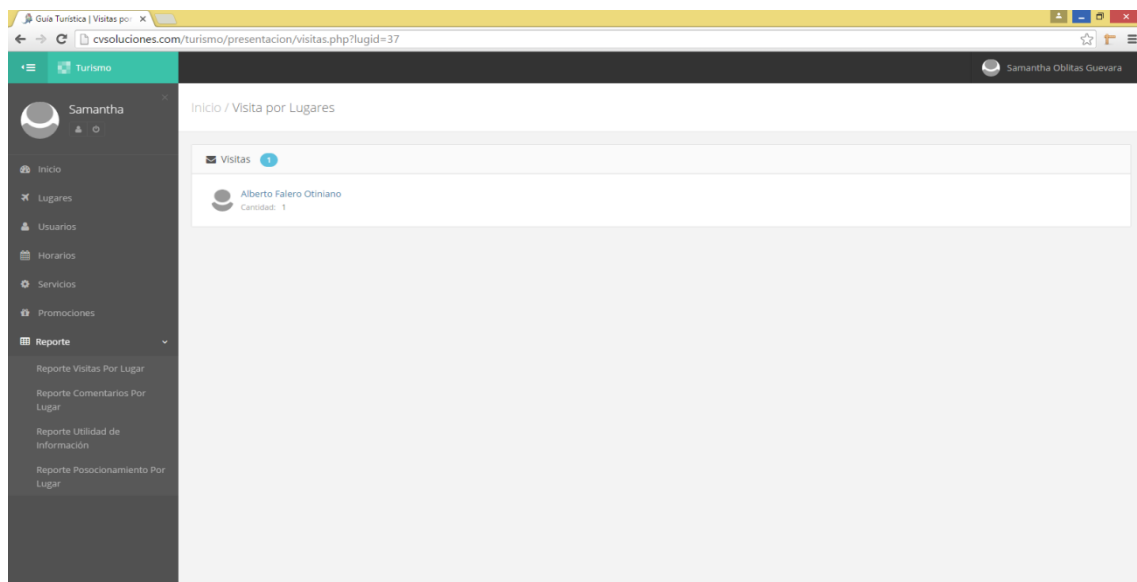 Guía Turística | Visitas por
cvsoluciones.com/turismo/presentacion/visitas.php?lugid=37
Turismo
Samantha Oblitas Guevara
Samantha
Inicio / Visita por Lugares
Visitas 1
Alberto Falero Otiniano
Cantidad: 1
Inicio
Lugares
Usuarios
Horarios
Servicios
Promociones
Reporte
Reporte Visitas Por Lugar
Reporte Comentarios Por
Lugar
Reporte Utilidad de
Información
Reporte Posocionamiento Por
Lugar